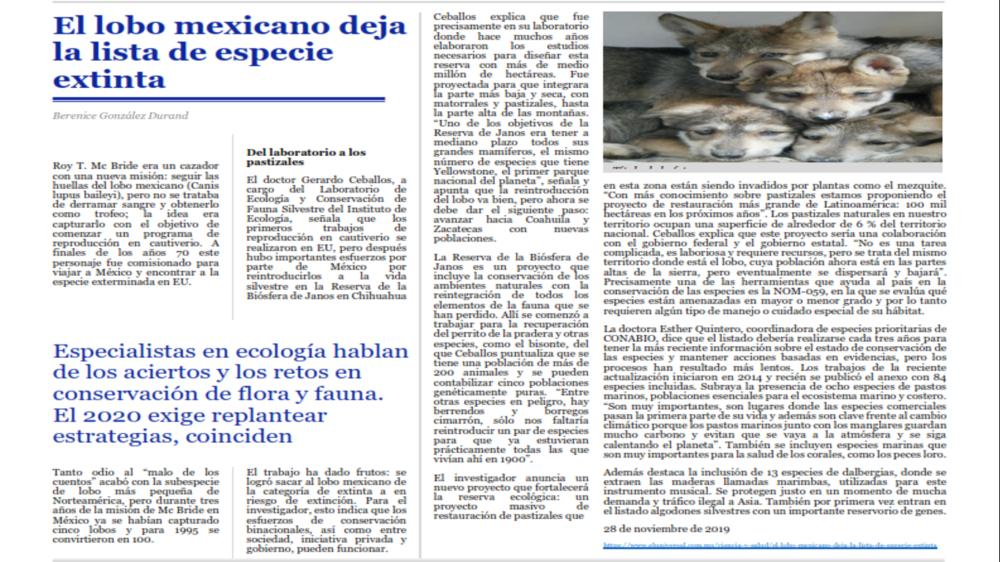 El lobo mexicano deja
la lista de especie
extinta
Berenice González Durand
Roy T. Mc Bride era un cazador
con una nueva misión: seguir las
huellas del lobo mexicano (Canis
lupus baileyi), pero no se trataba
de derramar sangre y obtenerlo
como trofeo; la idea era
capturarlo con el objetivo de
comenzar un programa de
reproducción en cautiverio. A
finales de los años 70 este
personaje fue comisionado para
viajar a México y encontrar a la
especie exterminada en EU.
Del laboratorio a los
pastizales
El doctor Gerardo Ceballos, a
cargo del Laboratorio de
Ecología y Conservación de
Fauna Silvestre del Instituto de
Ecología, señala que los
primeros trabajos de
reproducción en cautiverio se
realizaron en EU, pero después
hubo importantes esfuerzos por
parte de México por
reintroducirlos a la vida
silvestre en la Reserva de la
Biósfera de Janos en Chihuahua
Especialistas en ecología hablan
de los aciertos y los retos en
conservación de flora y fauna.
El 2020 exige replantear
estrategias, coinciden
Tanto odio al “malo de los
cuentos” acabó con la subespecie
de lobo más pequeña de
Norteamérica, pero durante tres
años de la misión de Mc Bride en
México ya se habían capturado
cinco lobos y para 1995 se
convirtieron en 100.
El trabajo ha dado frutos: se
logró sacar al lobo mexicano de
la categoría de extinta a en
riesgo de extinción. Para el
investigador, esto indica que los
esfuerzos de conservación
binacionales, así como entre
sociedad, iniciativa privada y
gobierno, pueden funcionar.
Ceballos explica que fue
precisamente en su laboratorio
donde hace muchos años
elaboraron los estudios
necesarios para diseñar esta
reserva con más de medio
millón de hectáreas. Fue
proyectada para que integrara
la parte más baja y seca, con
matorrales y pastizales, hasta
la parte alta de las montañas.
“Uno de los objetivos de la
Reserva de Janos era tener a
mediano plazo todos sus
grandes mamíferos, el mismo
número de especies que tiene
Yellowstone, el primer parque
nacional del planeta”, señala y
apunta que la reintroducción
del lobo va bien, pero ahora se
debe dar el siguiente paso:
avanzar hacia Coahuila y
Zacatecas con nuevas
poblaciones.
La Reserva de la Biósfera de
Janos es un proyecto que
incluye la conservación de los
ambientes naturales con la
reintegración de todos los
elementos de la fauna que se
han perdido. Allí se comenzó a
trabajar para la recuperación
del perrito de la pradera y otras
especies, como el bisonte, del
que Ceballos puntualiza que se
tiene una población de más de
200 animales y se pueden
contabilizar cinco poblaciones
genéticamente puras. “Entre
otras especies en peligro, hay
berrendos y borregos
cimarrón, sólo nos faltaría
reintroducir un par de especies
para que ya estuvieran
prácticamente todas las que
vivían ahí en 1900”.
El investigador anuncia un
nuevo proyecto que fortalecerá
la reserva ecológica: un
proyecto masivo de
restauración de pastizales que
en esta zona están siendo invadidos por plantas como el mezquite.
“Con más conocimiento sobre pastizales estamos proponiendo el
proyecto de restauración más grande de Latinoamérica: 100 mil
hectáreas en los próximos años”. Los pastizales naturales en nuestro
territorio ocupan una superficie de alrededor de 6 % del territorio
nacional. Ceballos explica que este proyecto sería una colaboración
con el gobierno federal y el gobierno estatal. “No es una tarea
complicada, es laboriosa y requiere recursos, pero se trata del mismo
territorio donde está el lobo, cuya población ahora está en las partes
altas de la sierra, pero eventualmente se dispersará y bajará”.
Precisamente una de las herramientas que ayuda al país en la
conservación de las especies es la NOM-059, en la que se evalúa qué
especies están amenazadas en mayor o menor grado y por lo tanto
requieren algún tipo de manejo o cuidado especial de su hábitat.
La doctora Esther Quintero, coordinadora de especies prioritarias de
CONABIO, dice que el listado debería realizarse cada tres años para
tener la más reciente información sobre el estado de conservación de
las especies y mantener acciones basadas en evidencias, pero los
procesos han resultado más lentos. Los trabajos de la reciente
actualización iniciaron en 2014 y recién se publicó el anexo con 84
especies incluidas. Subraya la presencia de ocho especies de pastos
marinos, poblaciones esenciales para el ecosistema marino y costero.
“Son muy importantes, son lugares donde las especies comerciales
pasan la primera parte de su vida y además son clave frente al cambio
climático porque los pastos marinos junto con los manglares guardan
mucho carbono y evitan que se vaya a la atmósfera y se siga
calentando el planeta”. También se incluyen especies marinas que
son muy importantes para la salud de los corales, como los peces loro.
Además destaca la inclusión de 13 especies de dalbergias, donde se
extraen las maderas llamadas marimbas, utilizadas para este
instrumento musical. Se protegen justo en un momento de mucha
demanda y tráfico ilegal a Asia. También por primera vez entran en
el listado algodones silvestres con un importante reservorio de genes.
28 de noviembre de 2019
https://www.eluniversal.com.mx/ciencia-y-salud/el-lobo-mexicano-deja-la-lista-de-especie-extinta